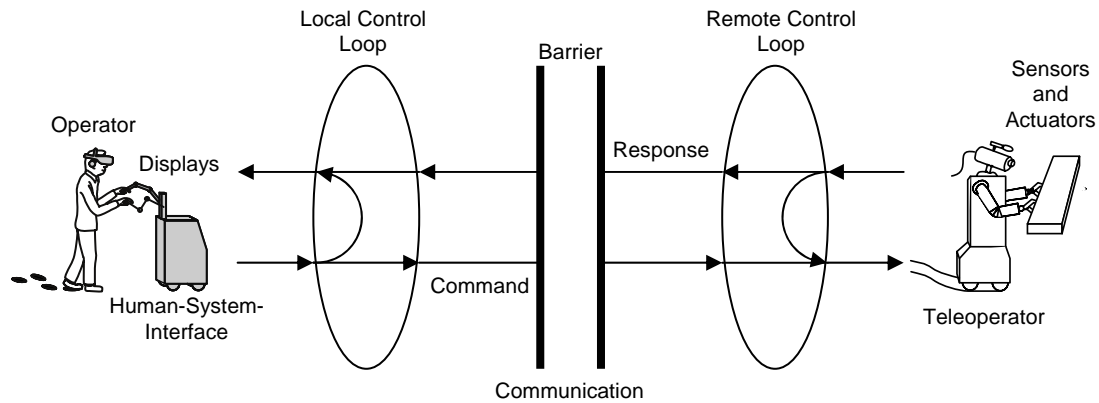 Local Control
Loop
Barrier
Remote Control
Loop
Sensors
and
Actuators
Operator
Displays
Response
Command
Human-System-
Interface
Teleoperator
Communication